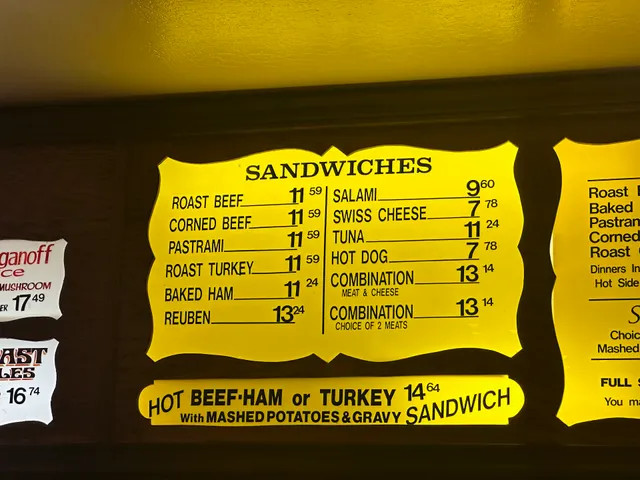 SANDWICHES
ROAST BEEF 11 59
CORNED BEEF 11 59
PASTRAMI 11 59
ROAST TURKEY 11 59
BAKED HAM 11 24
REUBEN 13 24
SALAMI 9 60
SWISS CHEESE 7 78
TUNA 11 24
HOT DOG 7 78
COMBINATION 13 14
MEAT & CHEESE
COMBINATION 13 14
CHOICE OF 2 MEATS
HOT BEEF-HAM or TURKEY 14 64 SANDWICH
With MASHED POTATOES & GRAVY
ganoff
MUSHROOM
17 49
16 74
Roast
Baked
Corned
Roast
Dinners
Hot Side
Mashed
FULL
You